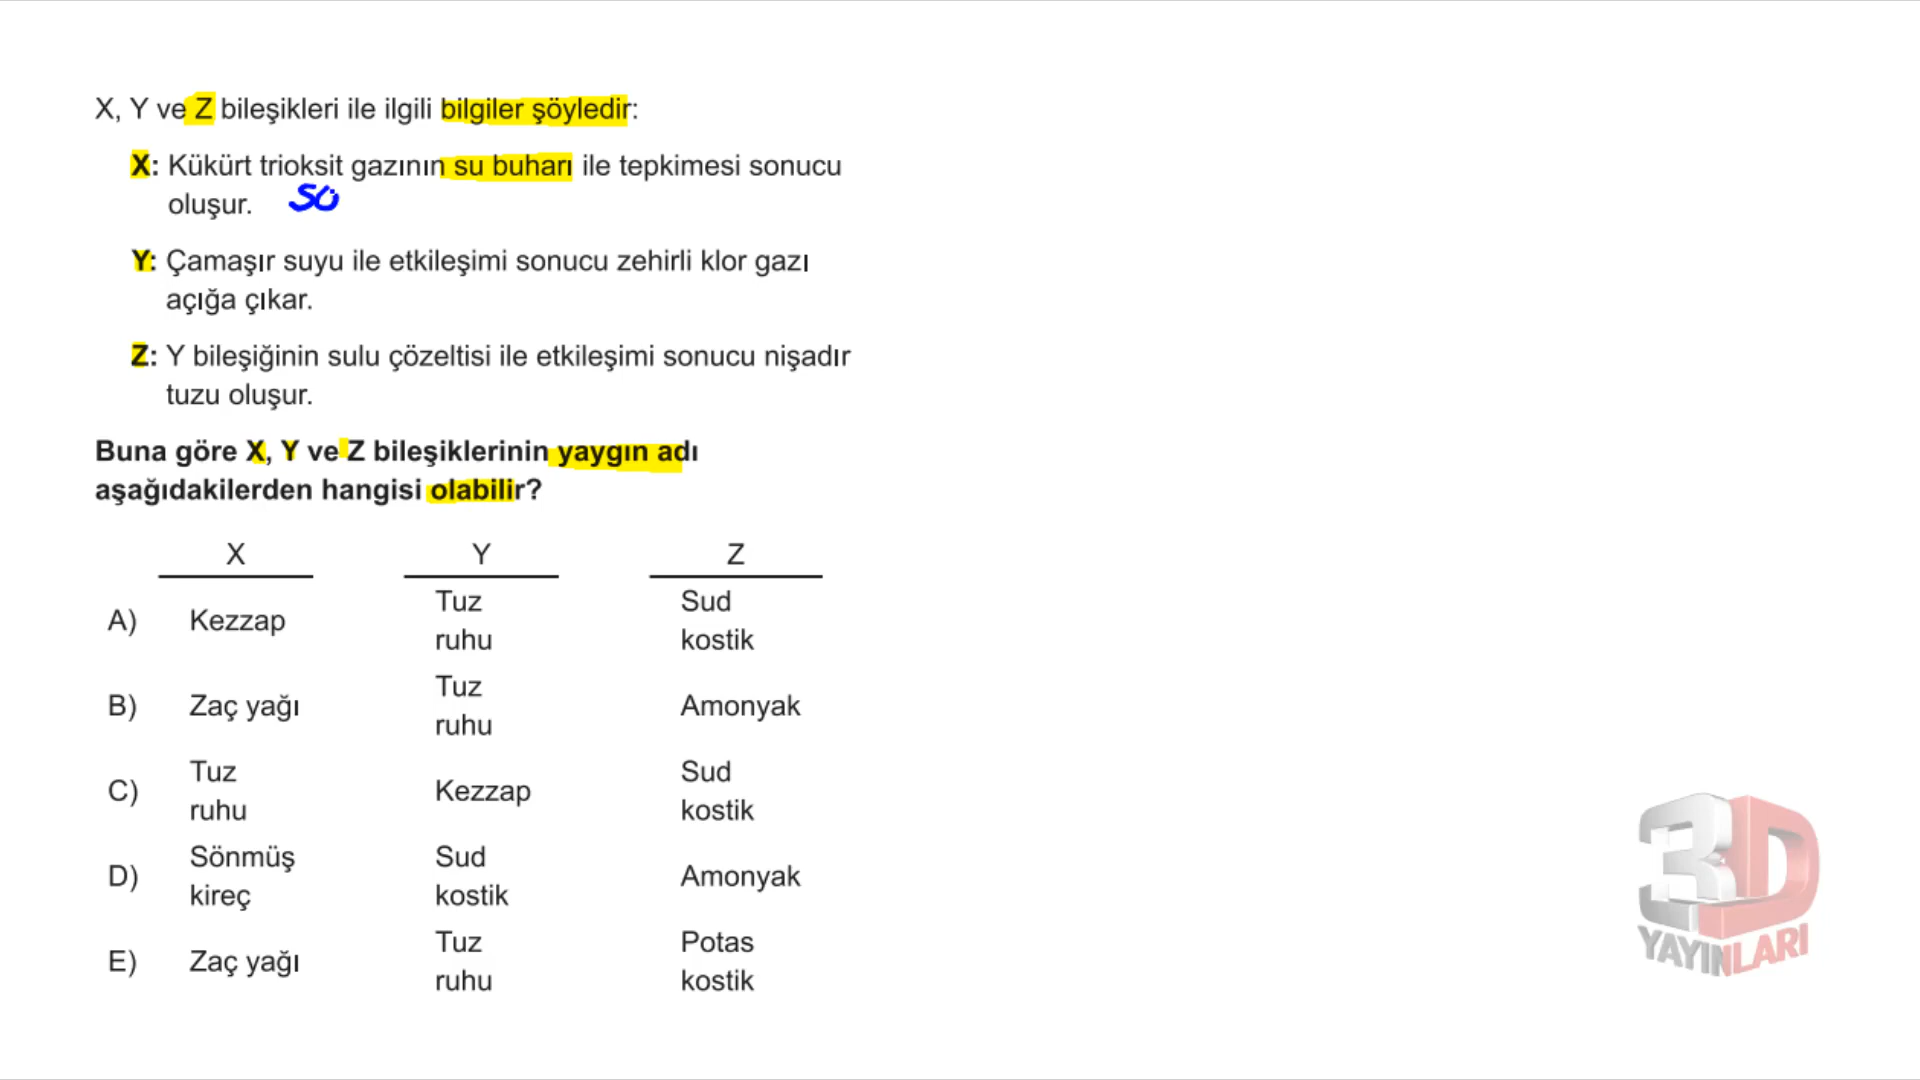 X, Y ve Z bileşikleri ile ilgili bilgiler şöyledir:
X: Kükürt trioksit gazının su buharı ile tepkimesi sonucu
oluşur. SO
Y: Çamaşır suyu ile etkileşimi sonucu zehirli klor gazı
açığa çıkar.
Z: Y bileşiğinin sulu çözeltisi ile etkileşimi sonucu nişadır
tuzu oluşur.
Buna göre X, Y ve Z bileşiklerinin yaygın adı
aşağıdakilerden hangisi olabilir?
X Y Z
A) Kezzap Tuz ruhu Sud kostik
B) Zaç yağı Tuz ruhu Amonyak
C) Tuz ruhu Kezzap Sud kostik
D) Sönmüş kireç Sud kostik Amonyak
E) Zaç yağı Tuz ruhu Potas kostik
3D
YAYINLARI